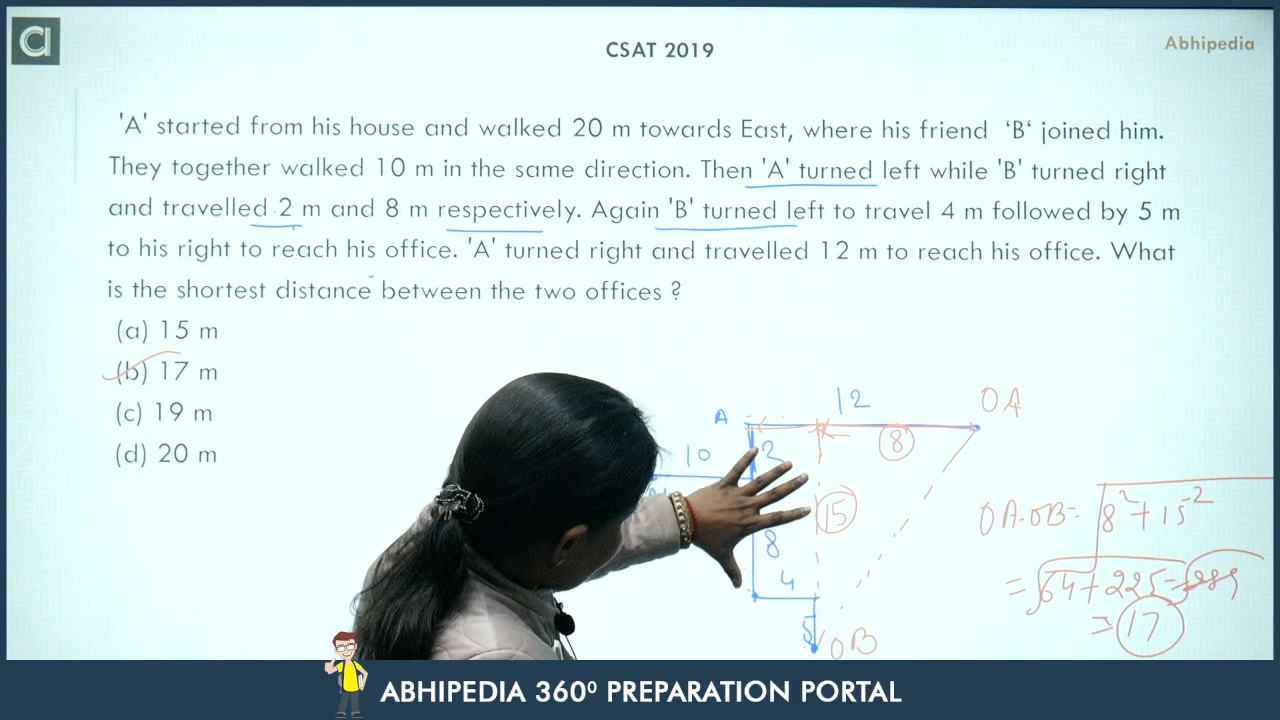 CSAT 2019
Abhipedia
'A' started from his house and walked 20 m towards East, where his friend ‘B‘ joined him.
They together walked 10 m in the same direction. Then 'A' turned left while 'B' turned right
and travelled 2 m and 8 m respectively. Again 'B' turned left to travel 4 m followed by 5 m
to his right to reach his office. 'A' turned right and travelled 12 m to reach his office. What
is the shortest distance between the two offices ?
(a) 15 m
(b) 17 m
(c) 19 m
(d) 20 m
A
12
OA
10
2
8
15
8
4
5
OB
OA-OB= √8²+15²
= √64+225 = √289
⇒ 17
ABHIPEDIA 360⁰ PREPARATION PORTAL